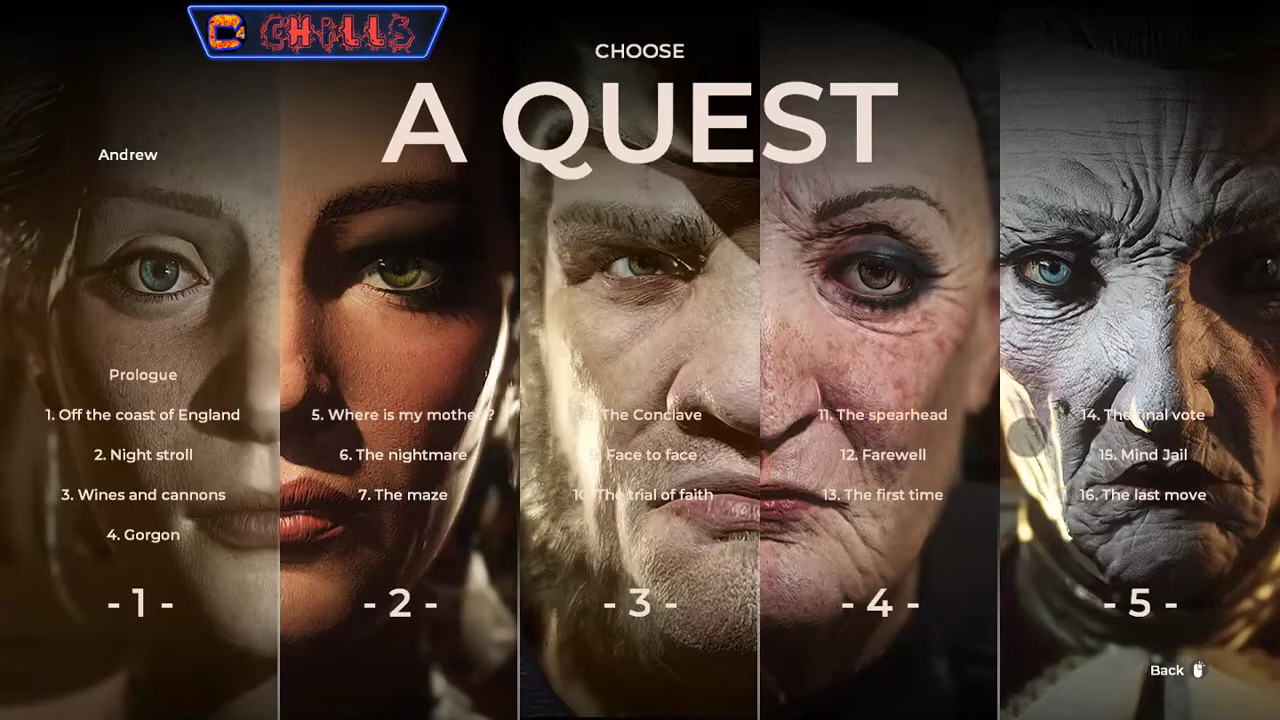 C4 CHILLS
CHOOSE
A QUEST
Andrew
Prologue
1. Off the coast of England
2. Night stroll
3. Wines and cannons
4. Gorgon
- 1 -
5. Where is my mother?
6. The nightmare
7. The maze
- 2 -
The Conclave
9. Face to face
10. The trial of faith
- 3 -
11. The spearhead
12. Farewell
13. The first time
- 4 -
14. The final vote
15. Mind Jail
16. The last move
- 5 -
Back